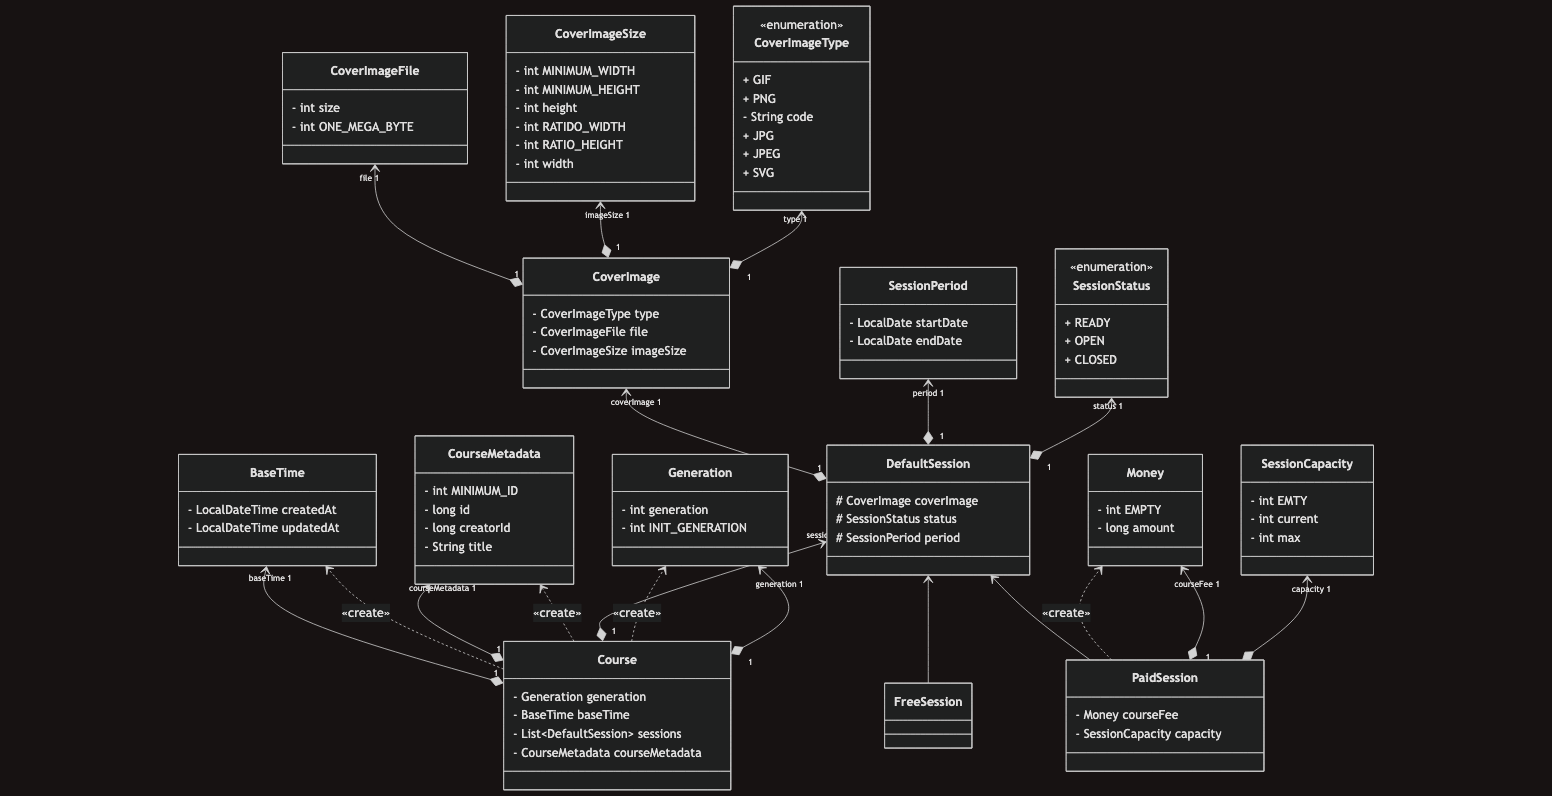 CoverImageFile
- int size
- int ONE_MEGA_BYTE
CoverImageSize
- int MINIMUM_WIDTH
- int MINIMUM_HEIGHT
- int height
- int RATIDO_WIDTH
- int RATIO_HEIGHT
- int width
«enumeration»
CoverImageType
+ GIF
+ PNG
- String code
+ JPG
+ JPEG
+ SVG
file 1
imageSize 1
type 1
1
1
1
CoverImage
- CoverImageType type
- CoverImageFile file
- CoverImageSize imageSize
SessionPeriod
- LocalDate startDate
- LocalDate endDate
«enumeration»
SessionStatus
+ READY
+ OPEN
+ CLOSED
coverImage 1
period 1
status 1
1
1
1
BaseTime
- LocalDateTime createdAt
- LocalDateTime updatedAt
CourseMetadata
- int MINIMUM_ID
- long id
- long creatorId
- String title
Generation
- int generation
- int INIT_GENERATION
DefaultSession
# CoverImage coverImage
# SessionStatus status
# SessionPeriod period
Money
- int EMPTY
- long amount
SessionCapacity
- int EMTY
- int current
- int max
sessio
baseTime 1
courseMetadata 1
generation 1
courseFee 1
capacity 1
«create»
«create»
«create»
«create»
1
1
1
1
1
Course
- Generation generation
- BaseTime baseTime
- List<DefaultSession> sessions
- CourseMetadata courseMetadata
FreeSession
PaidSession
- Money courseFee
- SessionCapacity capacity